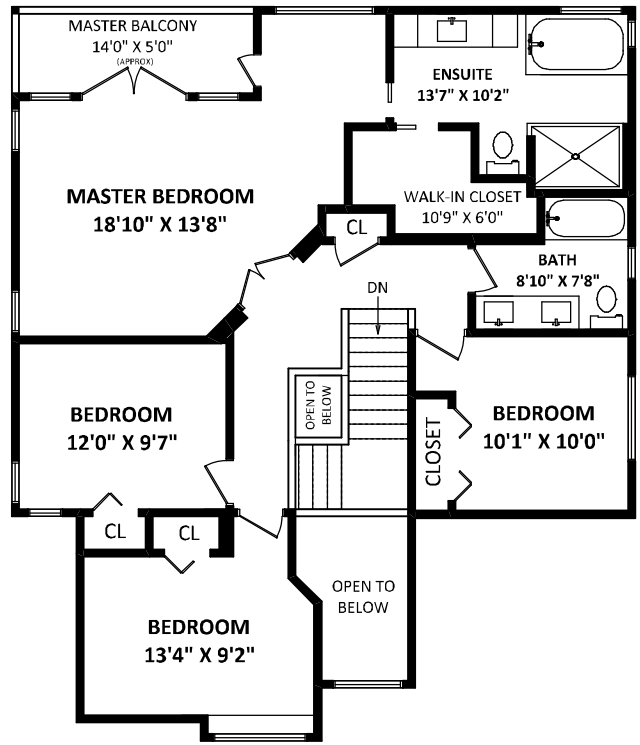 MASTER BALCONY
14'0" X 5'0"
(APPROX)
ENSUITE
13'7" X 10'2"
MASTER BEDROOM
18'10" X 13'8"
WALK-IN CLOSET
10'9" X 6'0"
CL
BATH
8'10" X 7'8"
DN
OPEN TO
BELOW
BEDROOM
12'0" X 9'7"
CLOSET
BEDROOM
10'1" X 10'0"
CL
CL
OPEN TO
BELOW
BEDROOM
13'4" X 9'2"